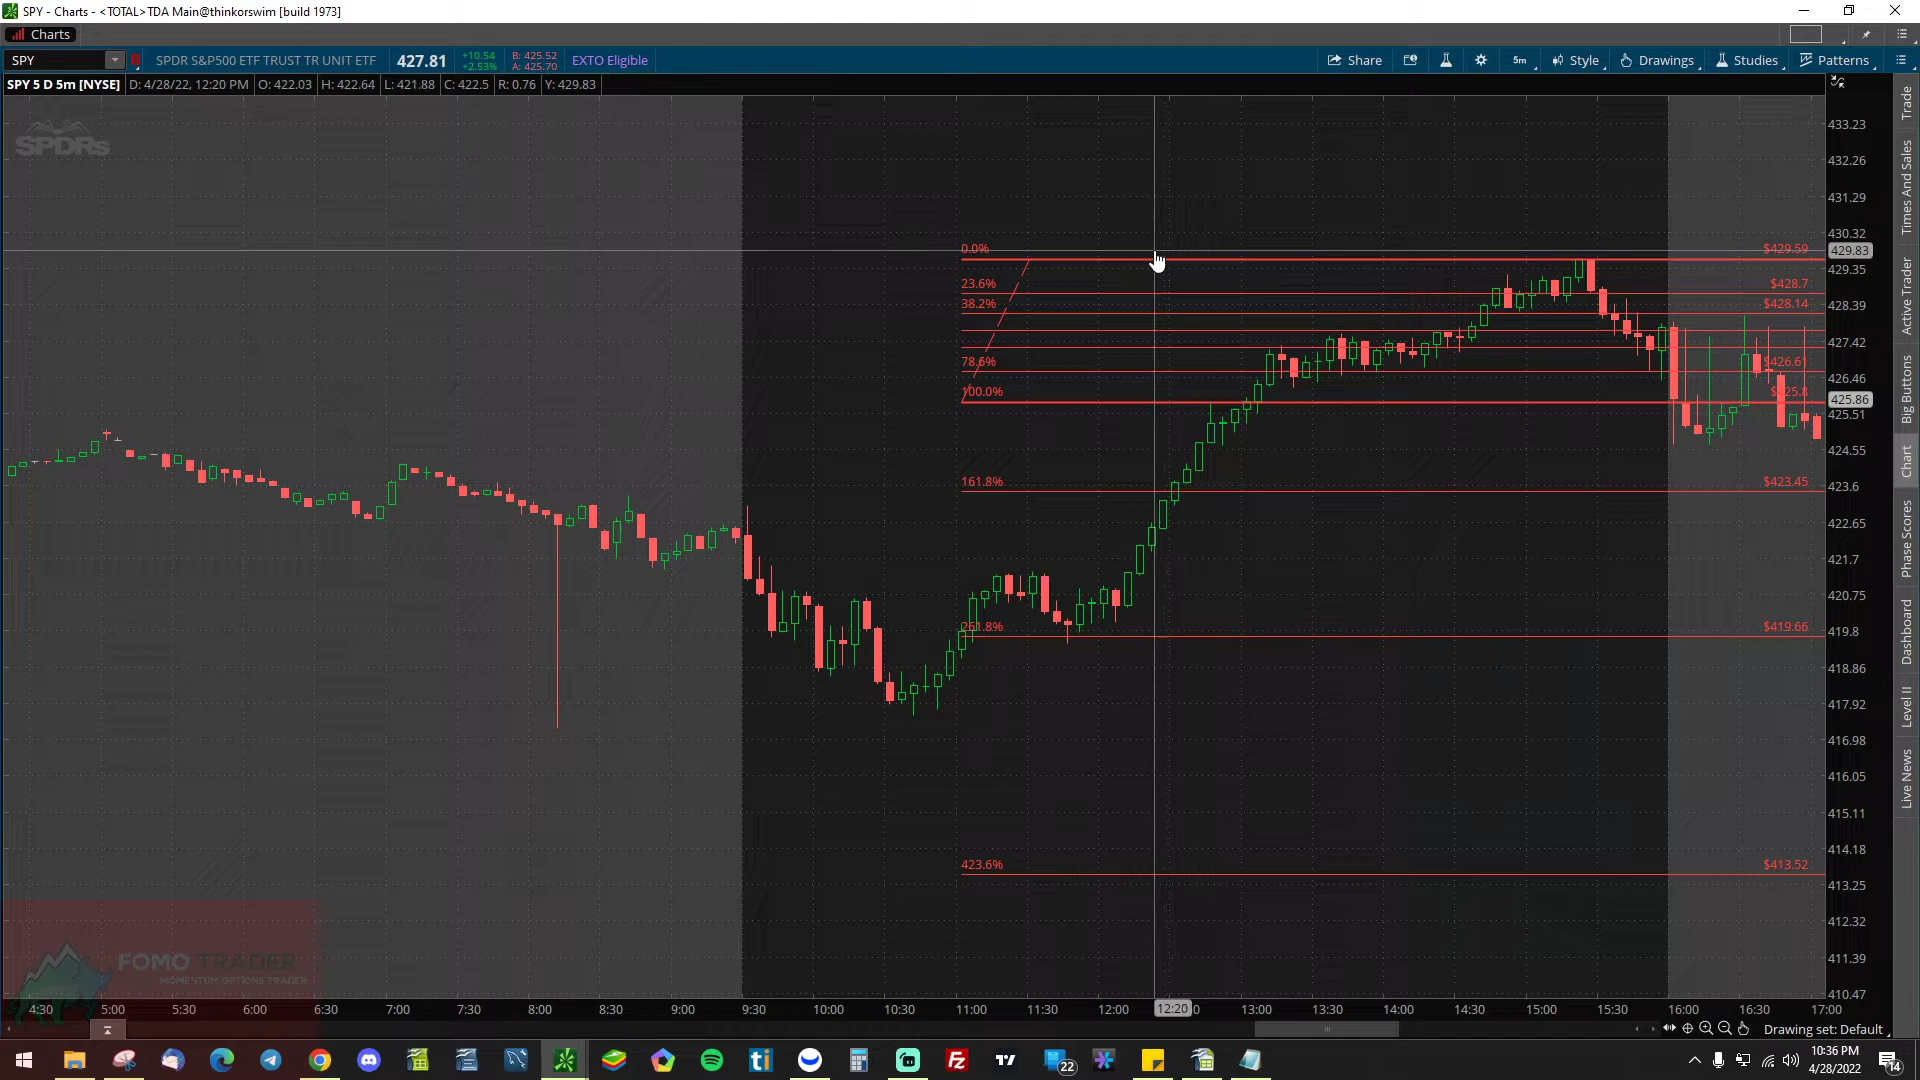 SPY - Charts - <TOTAL>TDA Main@thinkorswim [build 1973]
Charts
SPY SPDR S&P500 ETF TRUST TR UNIT ETF 427.81 +10.54 +2.53% B: 425.52 A: 425.70 EXTO Eligible Share 5m Style Drawings Studies Patterns
SPY 5 D 5m [NYSE] D: 4/28/22, 12:20 PM O: 422.03 H: 422.64 L: 421.88 C: 422.5 R: 0.76 Y: 429.83
SPDRs
433.23
432.26
431.29
430.32
0.0% $429.59 429.83
429.35
23.6% $428.7
38.2% $428.14 428.39
427.42
78.6% $426.61
426.46
100.0% 425.86
425.51
424.55
161.8% $423.45 423.6
422.65
421.7
420.75
261.8% $419.66 419.8
418.86
417.92
416.98
416.05
415.11
414.18
423.6% $413.52
413.25
412.32
411.39
410.47
FOMO TRADER
MOMENTUM OPTIONS TRADER
4:30 5:00 5:30 6:00 6:30 7:00 7:30 8:00 8:30 9:00 9:30 10:00 10:30 11:00 11:30 12:00 12:20 13:00 13:30 14:00 14:30 15:00 15:30 16:00 16:30 17:00
Drawing set: Default
Trade
Times And Sales
Active Trader
Big Buttons
Chart
Phase Scores
Dashboard
Level II
Live News
22
10:36 PM
4/28/2022
14